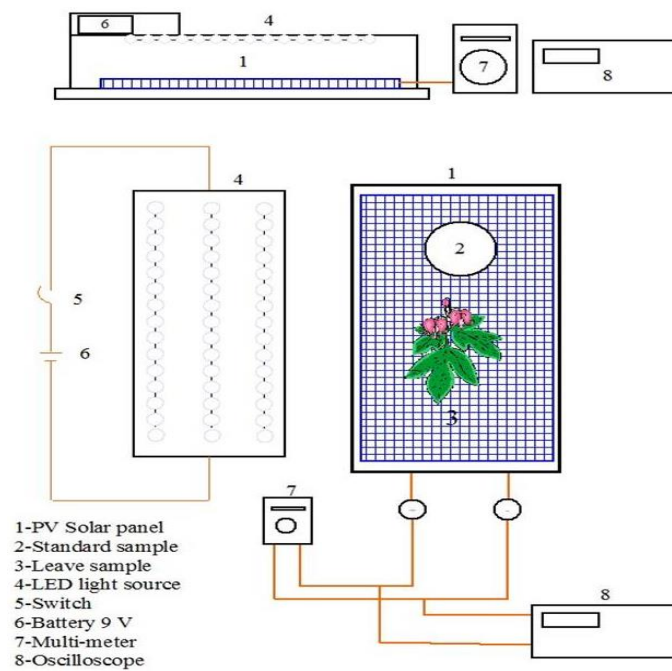 6 4
1
7
8
4
1
2
5
6
3
7
8
1-PV Solar panel
2-Standard sample
3-Leave sample
4-LED light source
5-Switch
6-Battery 9 V
7-Multi-meter
8-Oscilloscope